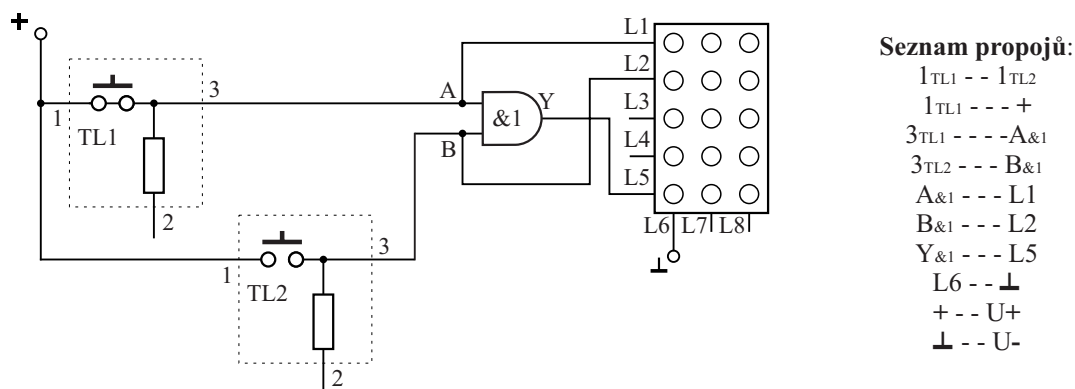 +
L1
L2
L3
L4
L5
L6 L7 L8
A
B
Y
&1
1
3
TL1
2
1
3
TL2
2
Seznam propojů:
1TL1 - - 1TL2
1TL1 - - - +
3TL1 - - - -A&1
3TL2 - - - B&1
A&1 - - - L1
B&1 - - - L2
Y&1 - - - L5
L6 - - ⊥
+ - - U+
⊥ - - U-